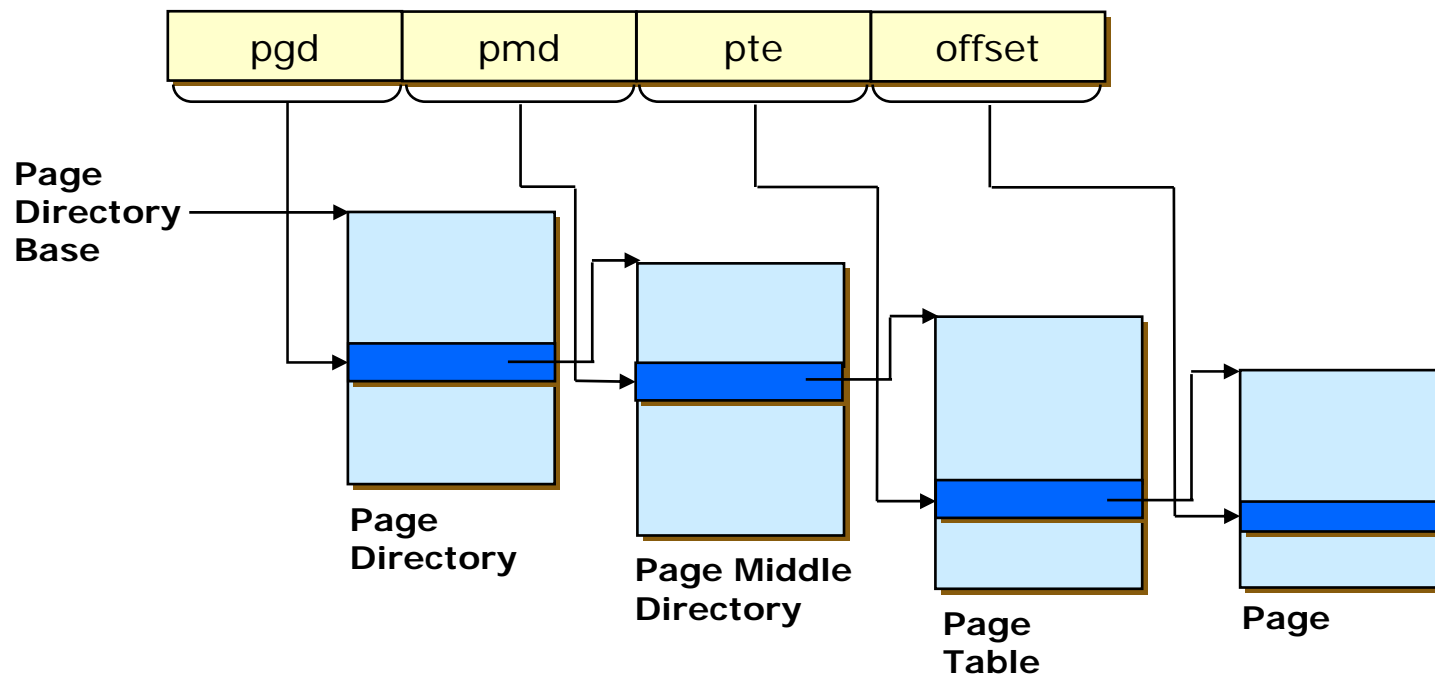 pgd pmd pte offset
Page
Directory
Base
Page
Directory
Page Middle
Directory
Page
Table
Page